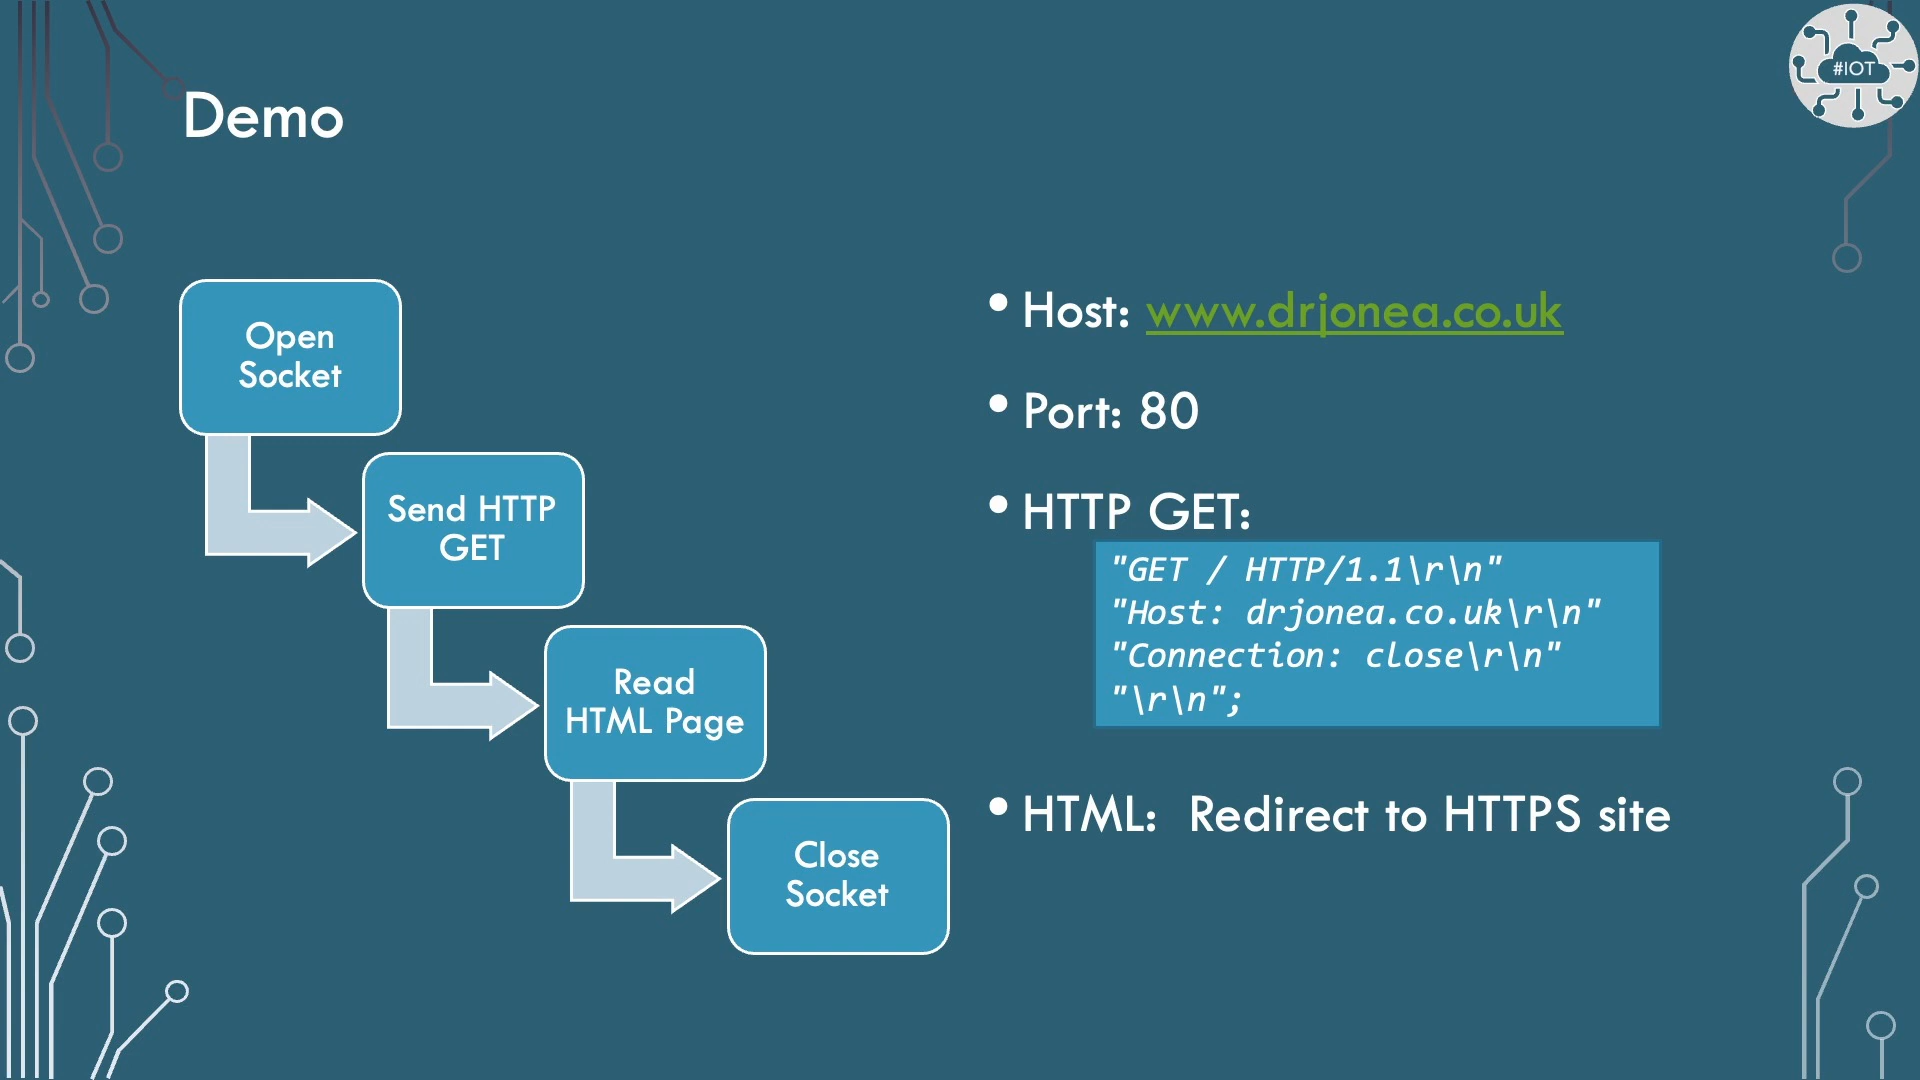 #IOT
Demo
Open
Socket
Send HTTP
GET
Read
HTML Page
Close
Socket
• Host: www.drjonea.co.uk
• Port: 80
• HTTP GET:
"GET / HTTP/1.1\r\n"
"Host: drjonea.co.uk\r\n"
"Connection: close\r\n"
"\r\n";
• HTML: Redirect to HTTPS site